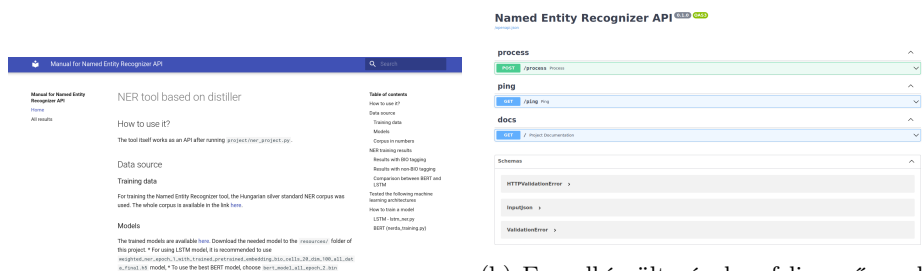 Manual for Named Entity Recognizer API
Search
Manual for Named Entity
Recognizer API
Home
All results
NER tool based on distiller
How to use it?
The tool itself works as an API after running project/ner_project.py.
Data source
Training data
For training the Named Entity Recognizer tool, the Hungarian silver standard NER corpus was
used. The whole corpus is available in the link here.
Models
The trained models are available here. Download the needed model to the resources/ folder of
this project. * For using LSTM model, it is recommended to use
weighted_ner_epoch_1_with_trained_pretrained_embedding_bio_cells_20_dim_100_all_dat
a_final.h5 model, * To use the best BERT model, choose bert_model_all_epoch_2.bin
Table of contents
How to use it?
Data source
Training data
Models
Corpus in numbers
NER training results
Results with BIO tagging
Results with non-BIO tagging
Comparison between BERT and
LSTM
Tested the following machine
learning architectures
How to train a model
LSTM - lstm_ner.py
BERT (nerda_training.py)
Named Entity Recognizer API 0.1.0 OAS3
/openapi.json
process
POST /process Process
ping
GET /ping Ping
docs
GET / Project Documentation
Schemas
HTTPValidationError >
InputJson >
ValidationError >